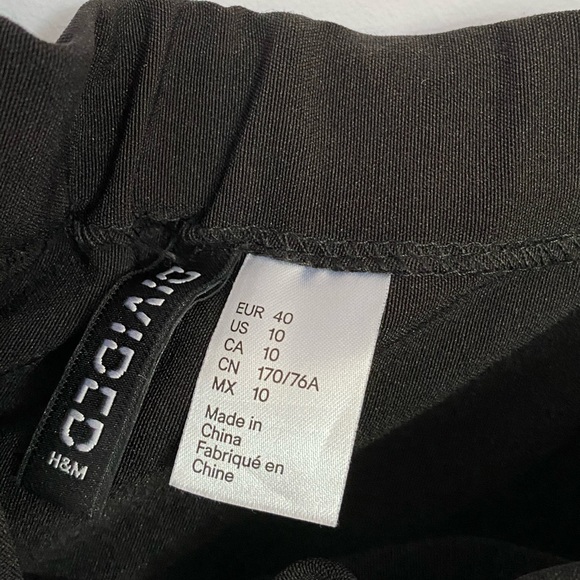 DIVIDED
H&M
EUR 40
US 10
CA 10
CN 170/76A
MX 10
Made in
China
Fabriqué en
Chine